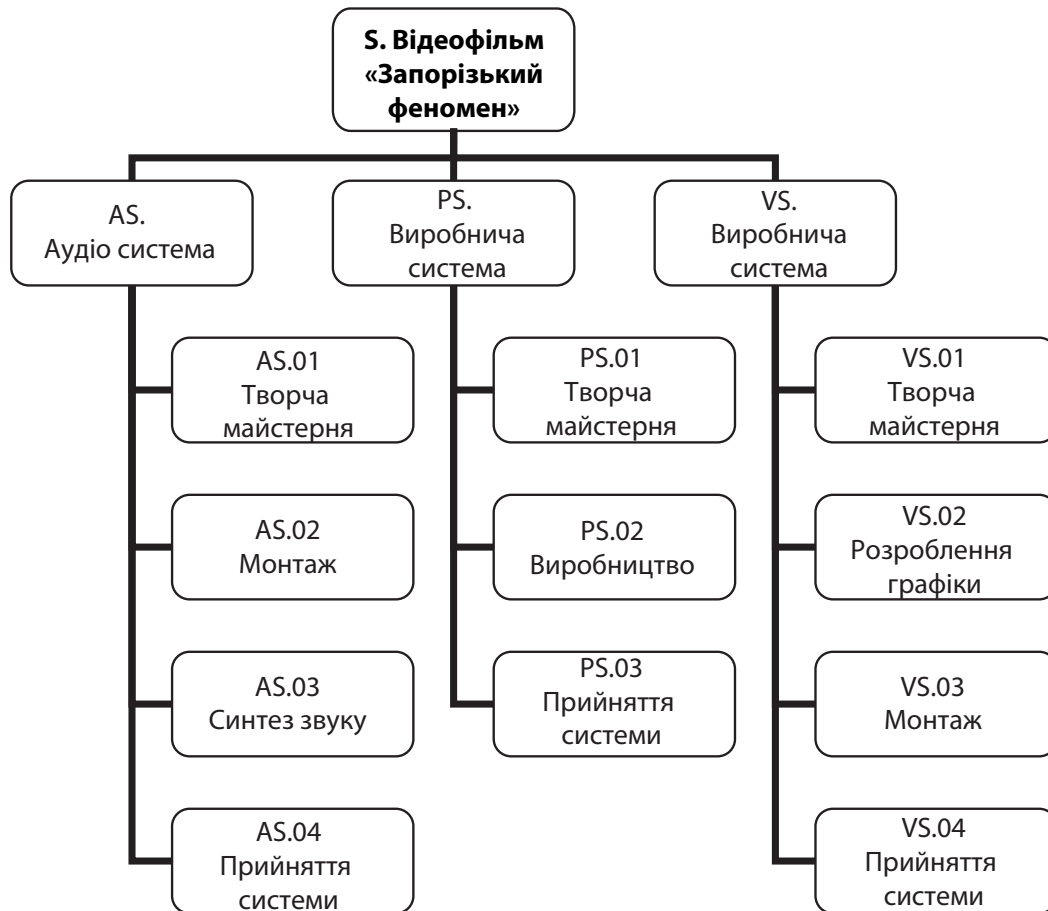 S. Відеофільм
«Запорізький
феномен»
AS.
Аудіо система
PS.
Виробнича
система
VS.
Виробнича
система
AS.01
Творча
майстерня
PS.01
Творча
майстерня
VS.01
Творча
майстерня
AS.02
Монтаж
PS.02
Виробництво
VS.02
Розроблення
графіки
AS.03
Синтез звуку
PS.03
Прийняття
системи
VS.03
Монтаж
AS.04
Прийняття
системи
VS.04
Прийняття
системи